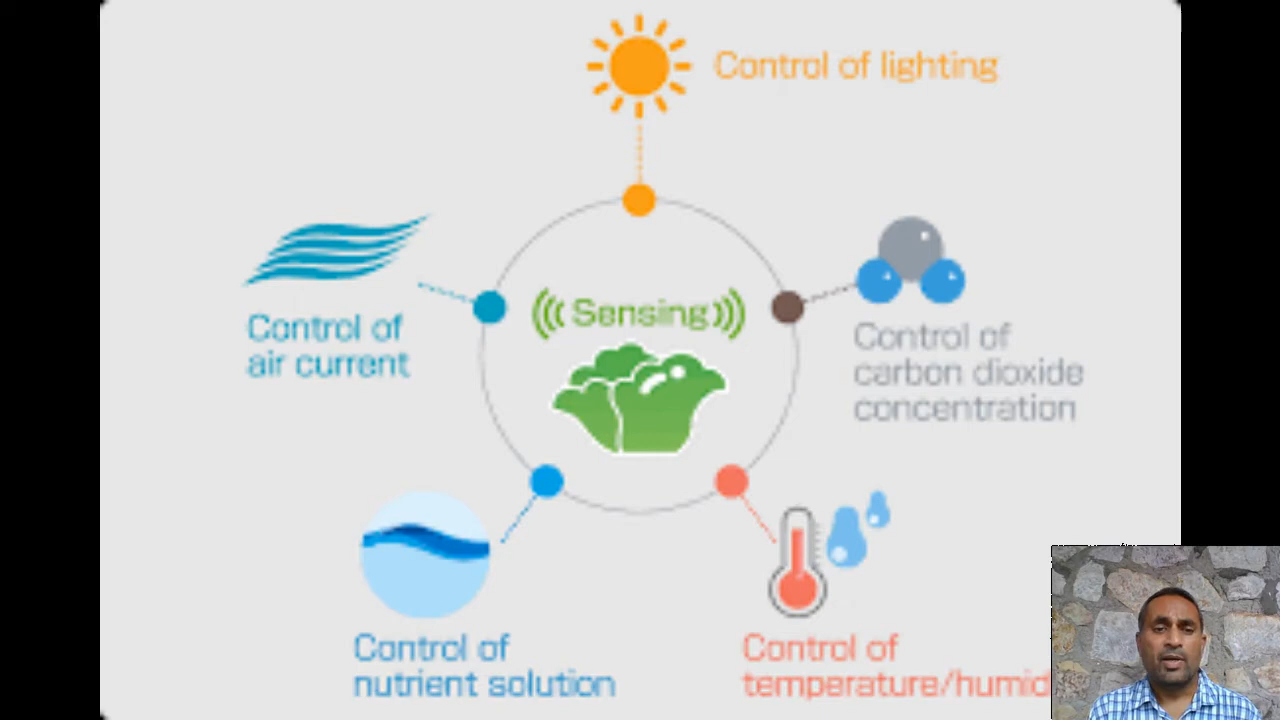 Control of lighting
Sensing
Control of
air current
Control of
carbon dioxide
concentration
Control of
nutrient solution
Control of
temperature/humid